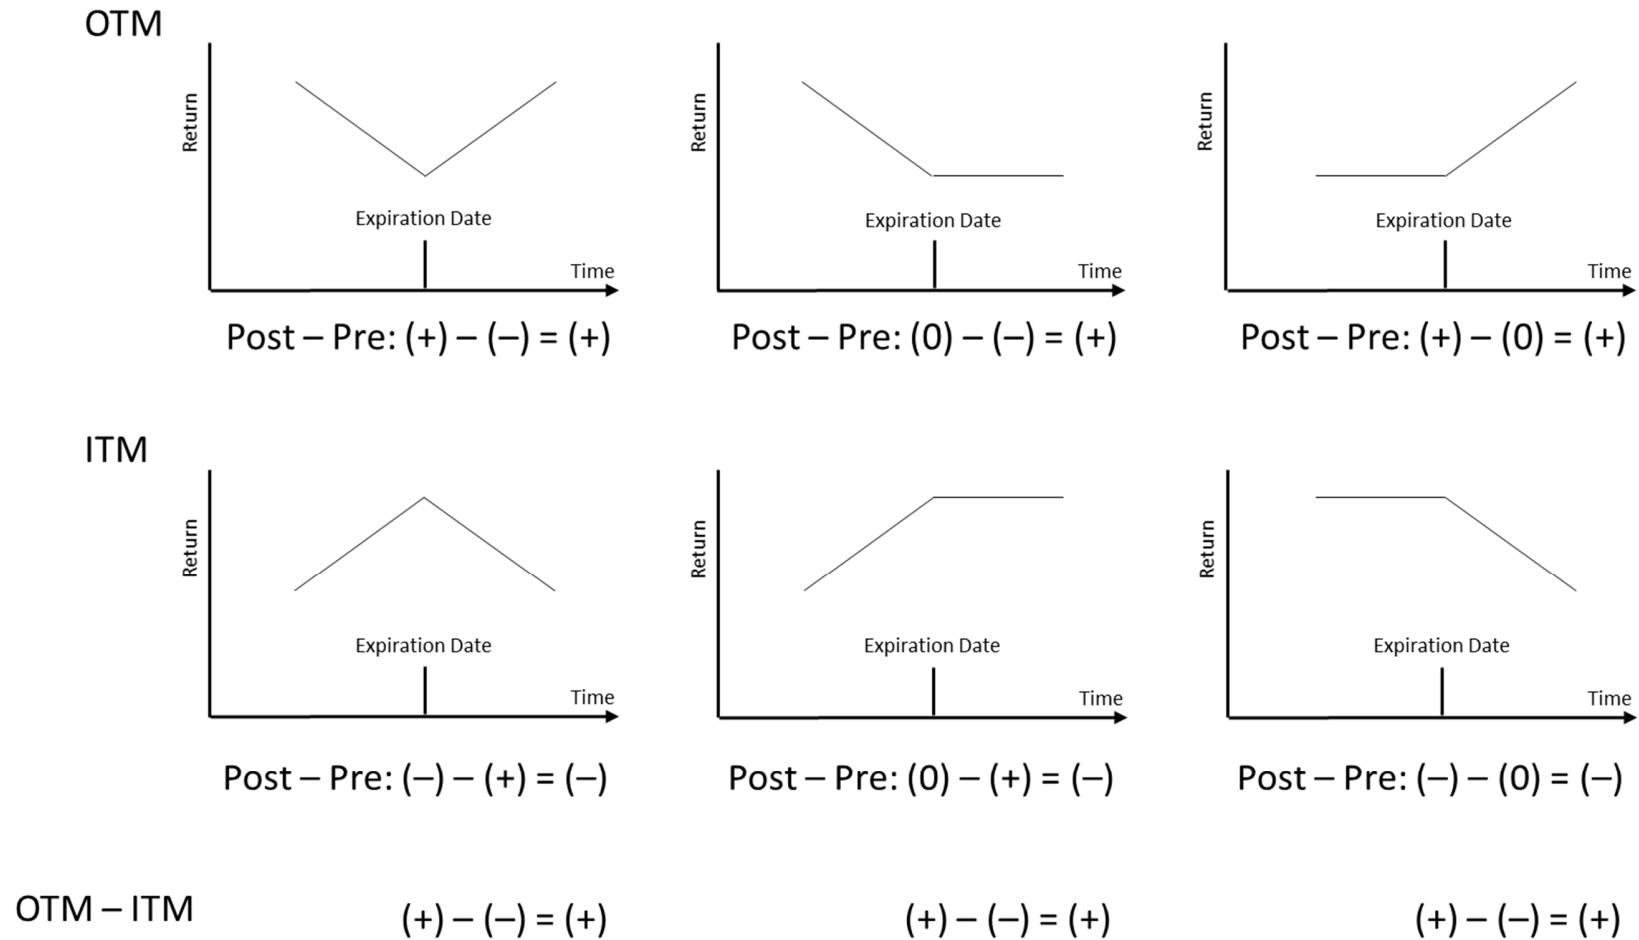 OTM
Return
Expiration Date
Time
Post – Pre: (+) – (–) = (+)
Return
Expiration Date
Time
Post – Pre: (0) – (–) = (+)
Return
Expiration Date
Time
Post – Pre: (+) – (0) = (+)
ITM
Return
Expiration Date
Time
Post – Pre: (–) – (+) = (–)
Return
Expiration Date
Time
Post – Pre: (0) – (+) = (–)
Return
Expiration Date
Time
Post – Pre: (–) – (0) = (–)
OTM – ITM
(+) – (–) = (+)
(+) – (–) = (+)
(+) – (–) = (+)